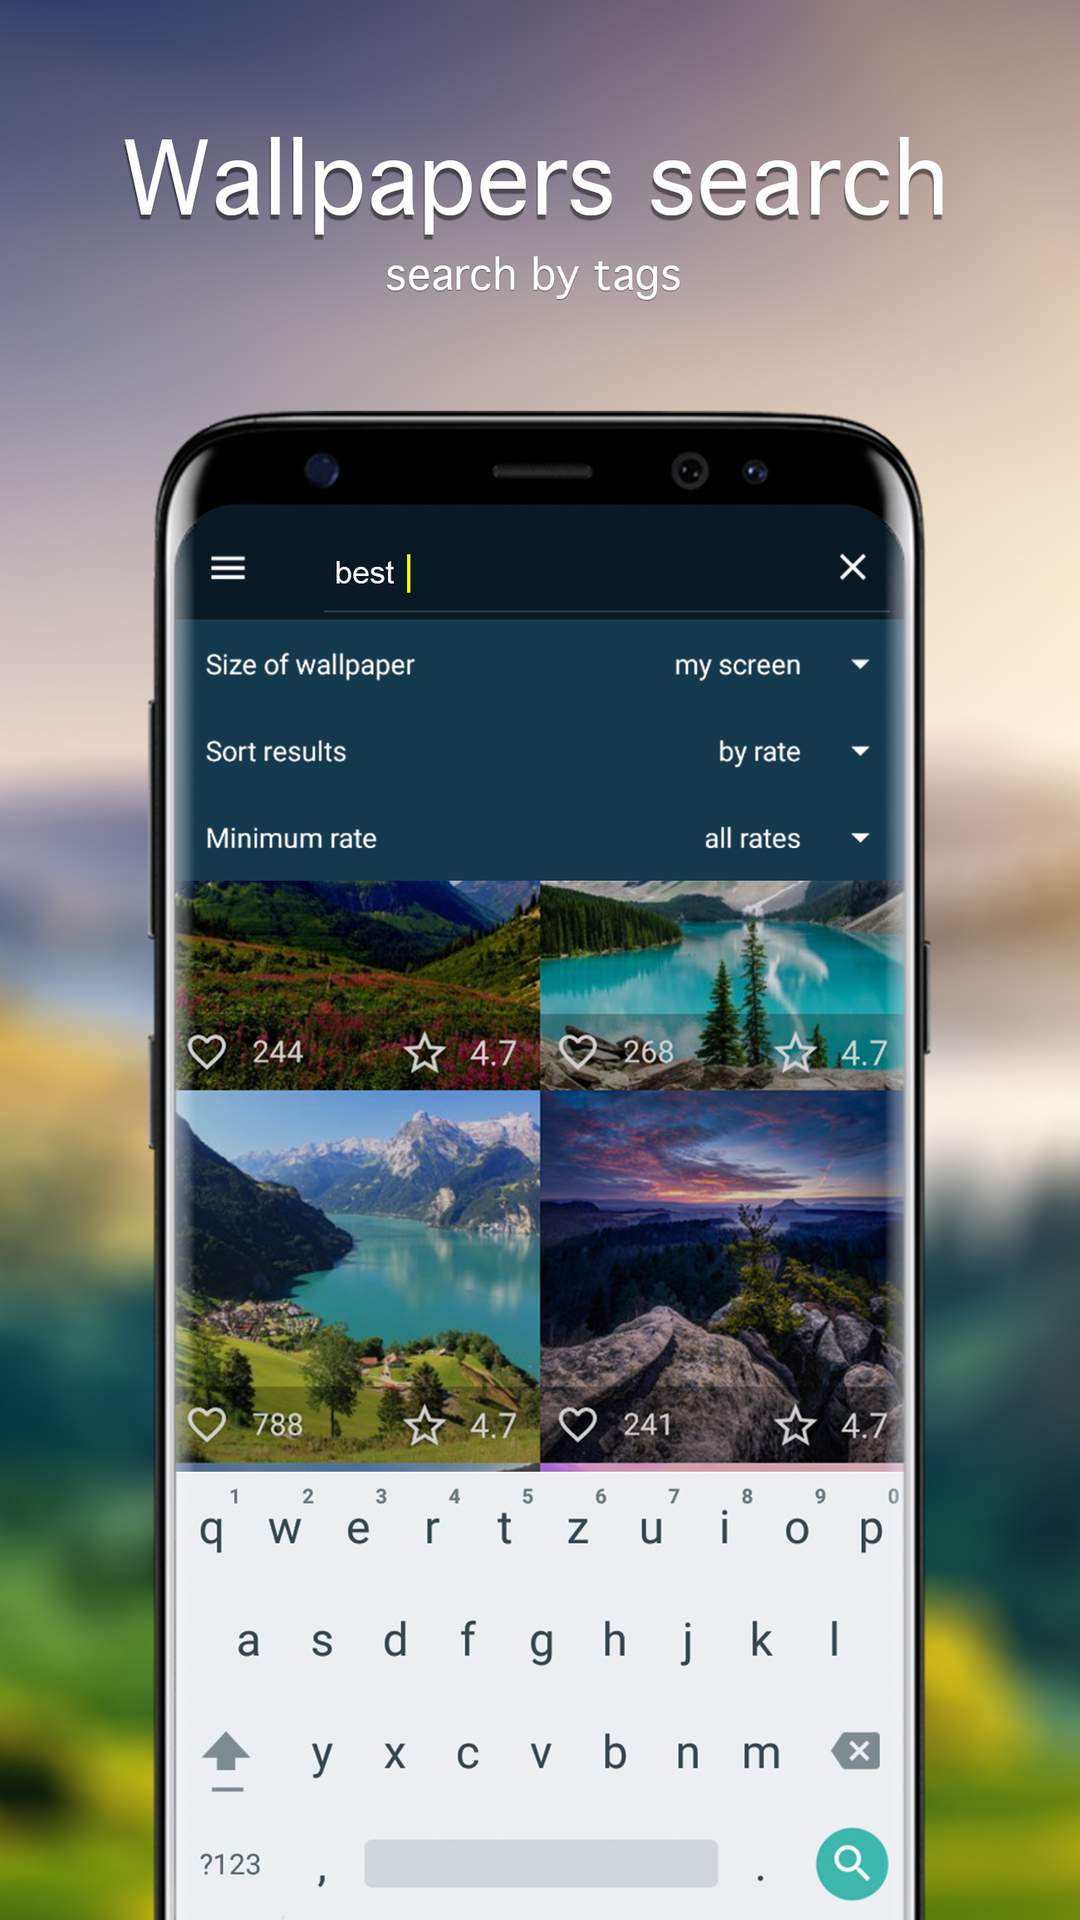 Wallpapers search
search by tags
best
Size of wallpaper my screen
Sort results by rate
Minimum rate all rates
244 4.7 268 4.7
788 4.7 241 4.7
1 2 3 4 5 6 7 8 9 0
q w e r t z u i o p
a s d f g h j k l
y x c v b n m
?123 , .